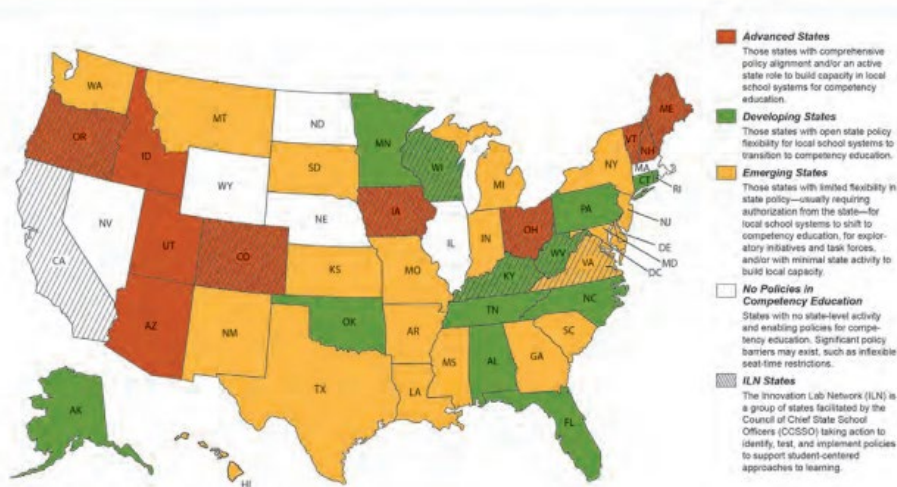 WA
OR
ID
MT
ND
SD
WY
NE
NV
CA
UT
CO
AZ
NM
KS
OK
TX
MN
WI
IA
MO
AR
LA
IL
MI
IN
OH
KY
TN
MS
AL
GA
FL
SC
NC
VA
WV
PA
NY
VT
NH
ME
MA
CT
RI
NJ
DE
MD
DC
AK
HI
Advanced States
Those states with comprehensive
policy alignment and/or an active
state role to build capacity in local
school systems for competency
education.
Developing States
Those states with open state policy
flexibility for local school systems to
transition to competency education.
Emerging States
Those states with limited flexibility in
state policy—usually requiring
authorization from the state—for
local school systems to shift to
competency education, for explor-
atory initiatives and task forces,
and/or with minimal state activity to
build local capacity.
No Policies in
Competency Education
States with no state-level activity
and enabling policies for compe-
tency education. Significant policy
barriers may exist, such as inflexible
seat-time restrictions.
ILN States
The Innovation Lab Network (ILN) is
a group of states facilitated by the
Council of Chief State School
Officers (CCSSO) taking action to
identify, test, and implement policies
to support student-centered
approaches to learning.